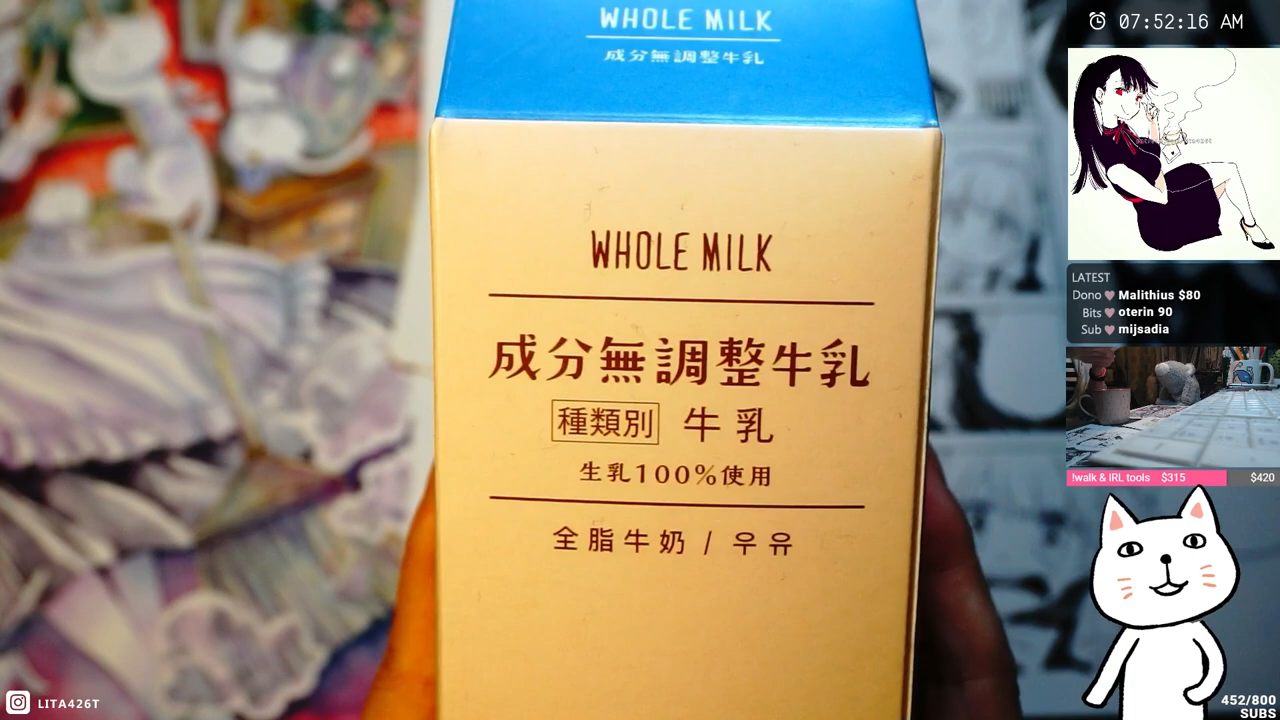 WHOLE MILK
成分無調整牛乳
WHOLE MILK
成分無調整牛乳
種類別 牛乳
生乳100%使用
全脂牛奶 / 우유
07:52:16 AM
LATEST
Dono Malithius $80
Bits oterin 90
Sub mijsadia
!walk & IRL tools $315 $420
452/800
SUBS
LITA426T